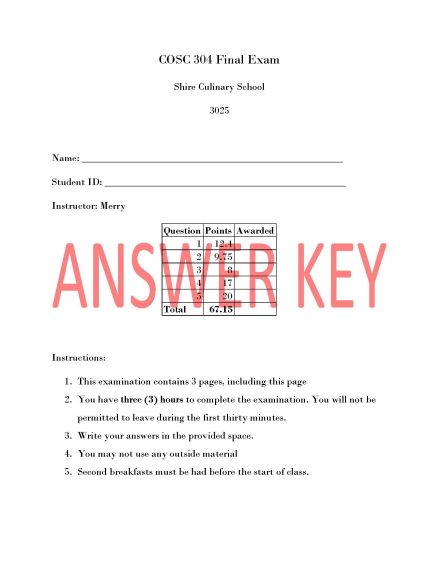 COSC 304 Final Exam
Shire Culinary School
3025
Name:
Student ID:
Instructor: Merry
Question Points Awarded
1 12.4
2 9.75
3 8
4 17
5 20
Total 67.15
ANSWER KEY
Instructions:
1. This examination contains 3 pages, including this page
2. You have three (3) hours to complete the examination. You will not be
permitted to leave during the first thirty minutes.
3. Write your answers in the provided space.
4. You may not use any outside material
5. Second breakfasts must be had before the start of class.